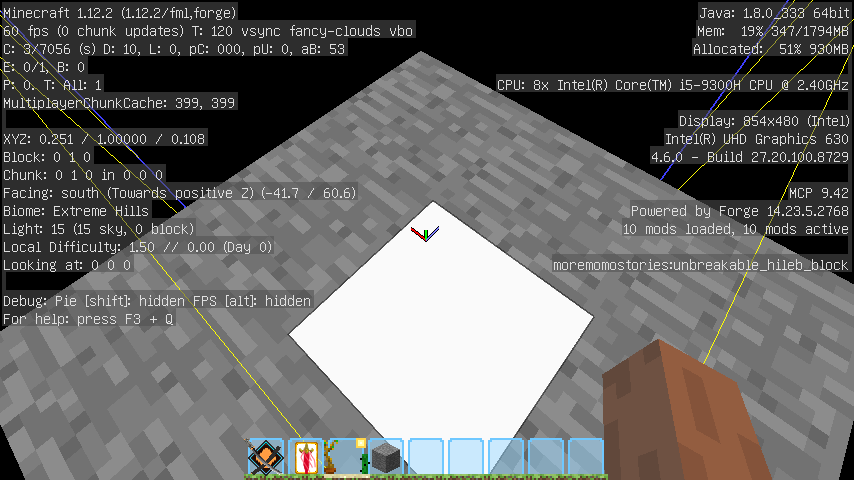 Minecraft 1.12.2 (1.12.2/fml,forge)
60 fps (0 chunk updates) T: 120 vsync fancy-clouds vbo
C: 3/7056 (s) D: 10, L: 0, pC: 000, pU: 0, aB: 53
E: 0/1, B: 0
P: 0. T: All: 1
MultiplayerChunkCache: 399, 399
XYZ: 0.251 / 1.00000 / 0.108
Block: 0 1 0
Chunk: 0 1 0 in 0 0 0
Facing: south (Towards positive Z) (-41.7 / 60.6)
Biome: Extreme Hills
Light: 15 (15 sky, 0 block)
Local Difficulty: 1.50 // 0.00 (Day 0)
Looking at: 0 0 0
Debug: Pie [shift]: hidden FPS [alt]: hidden
For help: press F3 + Q
Java: 1.8.0_333 64bit
Mem: 19% 347/1794MB
Allocated: 51% 930MB
CPU: 8x Intel(R) Core(TM) i5-9300H CPU @ 2.40GHz
Display: 854x480 (Intel)
Intel(R) UHD Graphics 630
4.6.0 - Build 27.20.100.8729
MCP 9.42
Powered by Forge 14.23.5.2768
10 mods loaded, 10 mods active
moremomostories:unbreakable_hileb_block